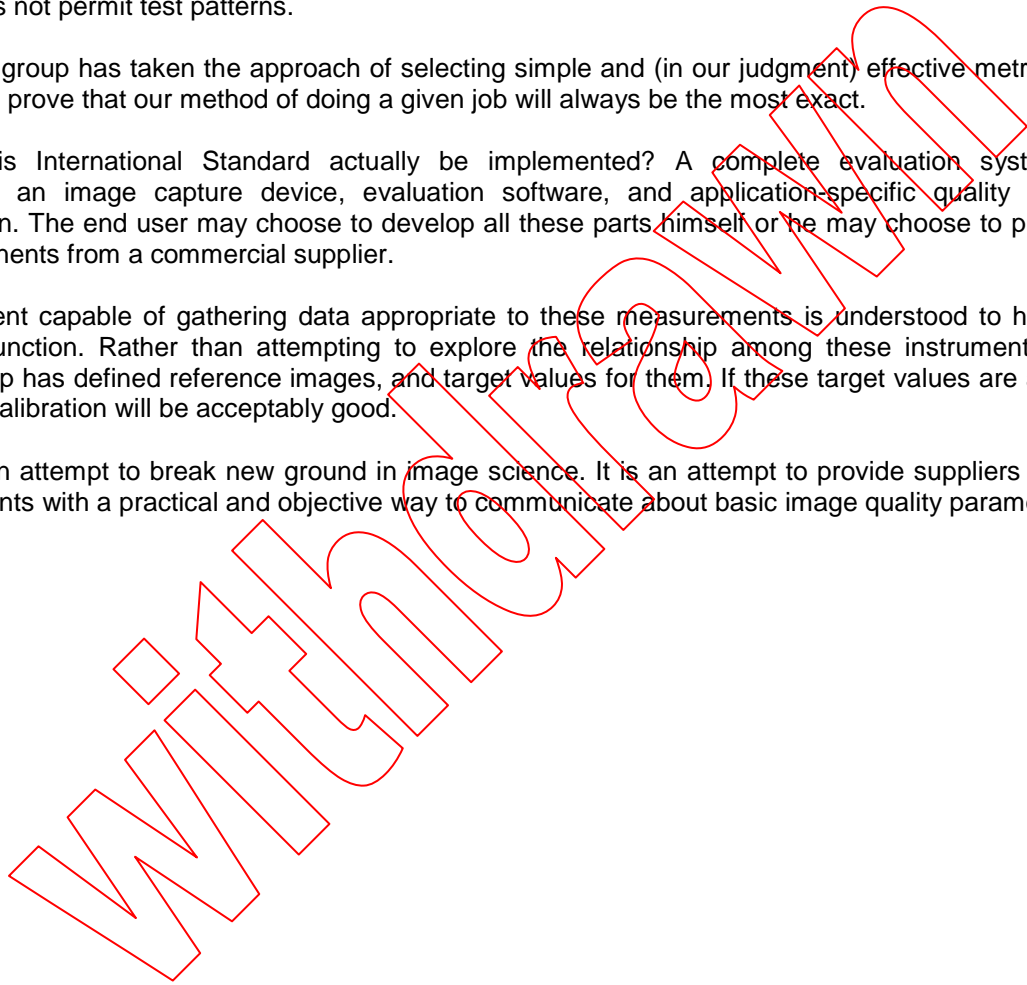 s not permit test patterns.
group has taken the approach of selecting simple and (in our judgment) effective metr
prove that our method of doing a given job will always be the most exact.
is International Standard actually be implemented? A complete evaluation syst
an image capture device, evaluation software, and application-specific quality
n. The end user may choose to develop all these parts himself or he may choose to p
nents from a commercial supplier.
ent capable of gathering data appropriate to these measurements is understood to h
unction. Rather than attempting to explore the relationship among these instrument
p has defined reference images, and target values for them. If these target values are a
alibration will be acceptably good.
n attempt to break new ground in image science. It is an attempt to provide suppliers
nts with a practical and objective way to communicate about basic image quality param
withdrawn